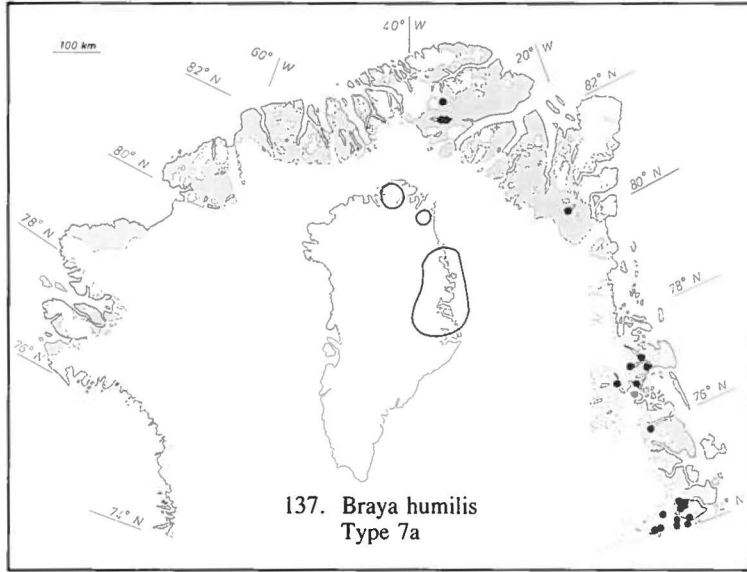 100 km
40° W
60° W
20° W
82° N
82° N
80° N
80° N
78° N
78° N
76° N
76° N
74° N
° N
137. Braya humilis
Type 7a